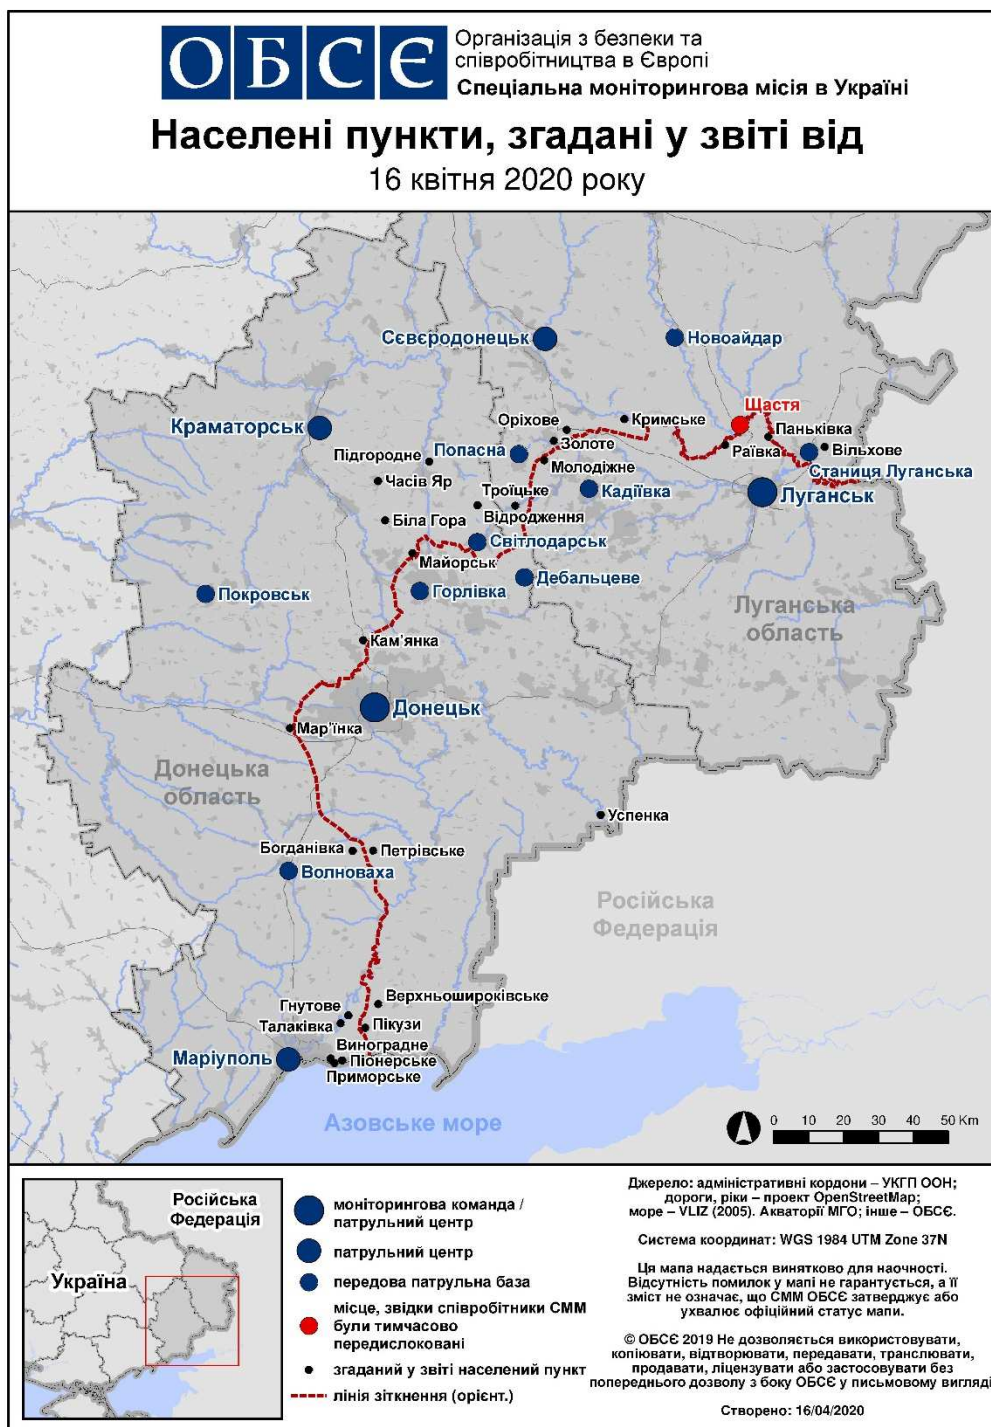 ОБСЄ
Організація з безпеки та
співробітництва в Європі
Спеціальна моніторингова місія в Україні
Населені пункти, згадані у звіті від
16 квітня 2020 року
Сєвєродонецьк
Новоайдар
Щастя
Краматорськ
Оріхове
Кримське
Паньківка
Попасна
Золоте
Раївка
Вільхове
Підгородне
Молодіжне
Станиця Луганська
Часів Яр
Троїцьке
Кадіївка
Луганськ
Відродження
Біла Гора
Світлодарськ
Майорськ
Дебальцеве
Покровськ
Горлівка
Луганська
область
Кам'янка
Донецьк
Мар'їнка
Донецька
область
Успенка
Богданівка
Петрівське
Волноваха
Російська
Федерація
Верхньошироківське
Гнутове
Талаківка
Пікузи
Виноградне
Маріуполь
Піонерське
Приморське
Азовське море
0 10 20 30 40 50 Km
Російська
Федерація
Україна
моніторингова команда /
патрульний центр
патрульний центр
передова патрульна база
місце, звідки співробітники СММ
були тимчасово
передислоковані
згаданий у звіті населений пункт
лінія зіткнення (орієнт.)
Джерело: адміністративні кордони – УКГП ООН;
дороги, ріки – проект OpenStreetMap;
море – VLIZ (2005). Акваторії МГО; інше – ОБСЄ.
Система координат: WGS 1984 UTM Zone 37N
Ця мапа надається винятково для наочності.
Відсутність помилок у мапі не гарантується, а її
зміст не означає, що СММ ОБСЄ затверджує або
ухвалює офіційний статус мапи.
© ОБСЄ 2019 Не дозволяється використовувати,
копіювати, відтворювати, передавати, транслювати,
продавати, ліцензувати або застосовувати без
попереднього дозволу з боку ОБСЄ у письмовому вигляді
Створено: 16/04/2020